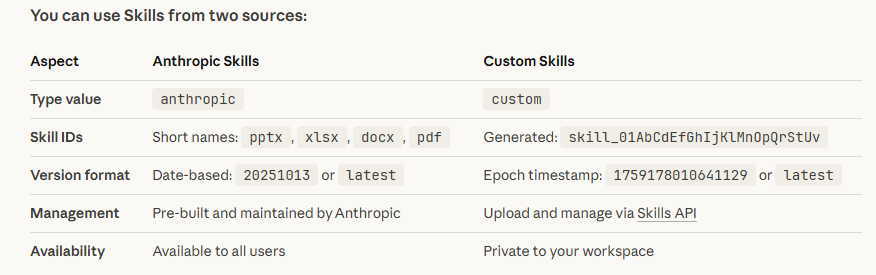 You can use Skills from two sources:
Aspect Anthropic Skills Custom Skills
Type value anthropic custom
Skill IDs Short names: pptx , xlsx , docx , pdf Generated: skill_01AbCdEfGhIjKlMnOpQrStUv
Version format Date-based: 20251013 or latest Epoch timestamp: 1759178010641129 or latest
Management Pre-built and maintained by Anthropic Upload and manage via Skills API
Availability Available to all users Private to your workspace